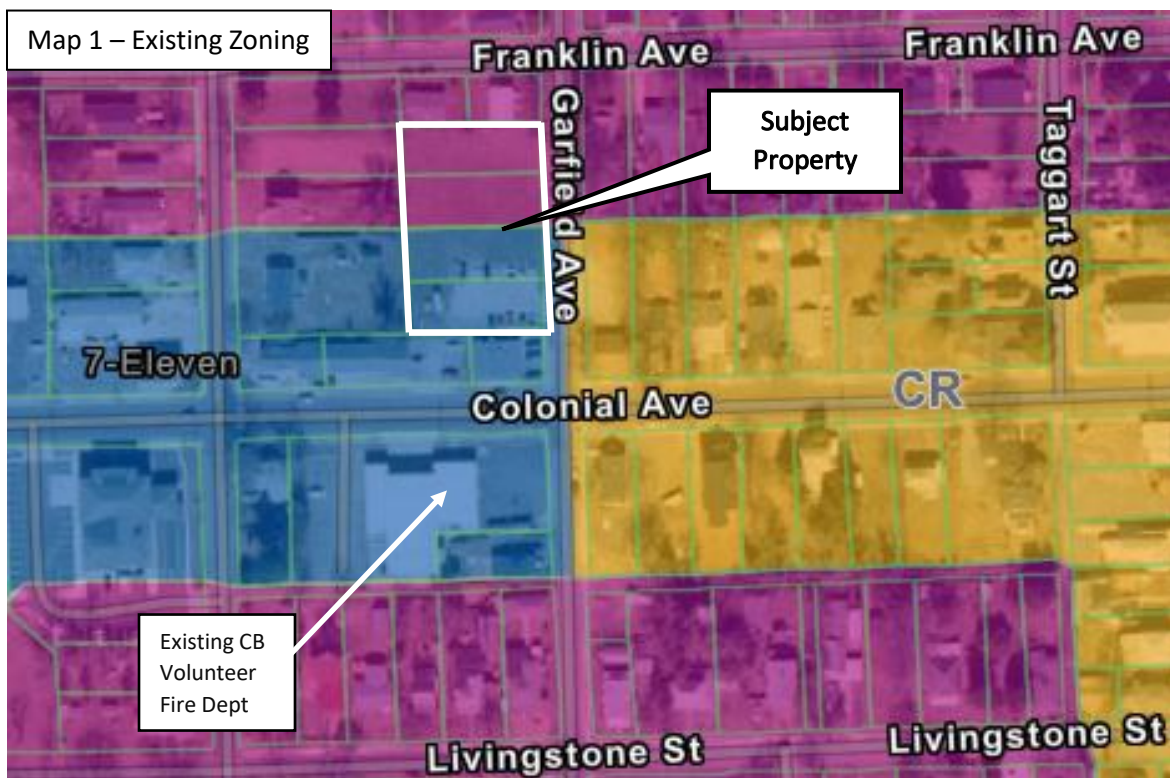 Map 1 – Existing Zoning
Franklin Ave
Franklin Ave
Garfield Ave
Subject
Property
Taggart St
7-Eleven
Colonial Ave
CR
Existing CB
Volunteer
Fire Dept
Livingstone St
Livingstone St